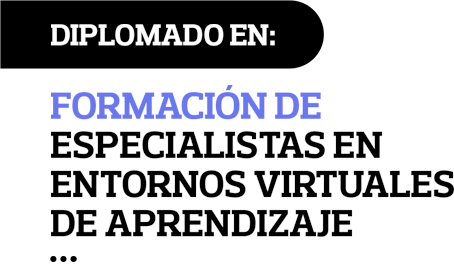 DIPLOMADO EN:
FORMACIÓN DE
ESPECIALISTAS EN
ENTORNOS VIRTUALES
DE APRENDIZAJE
...